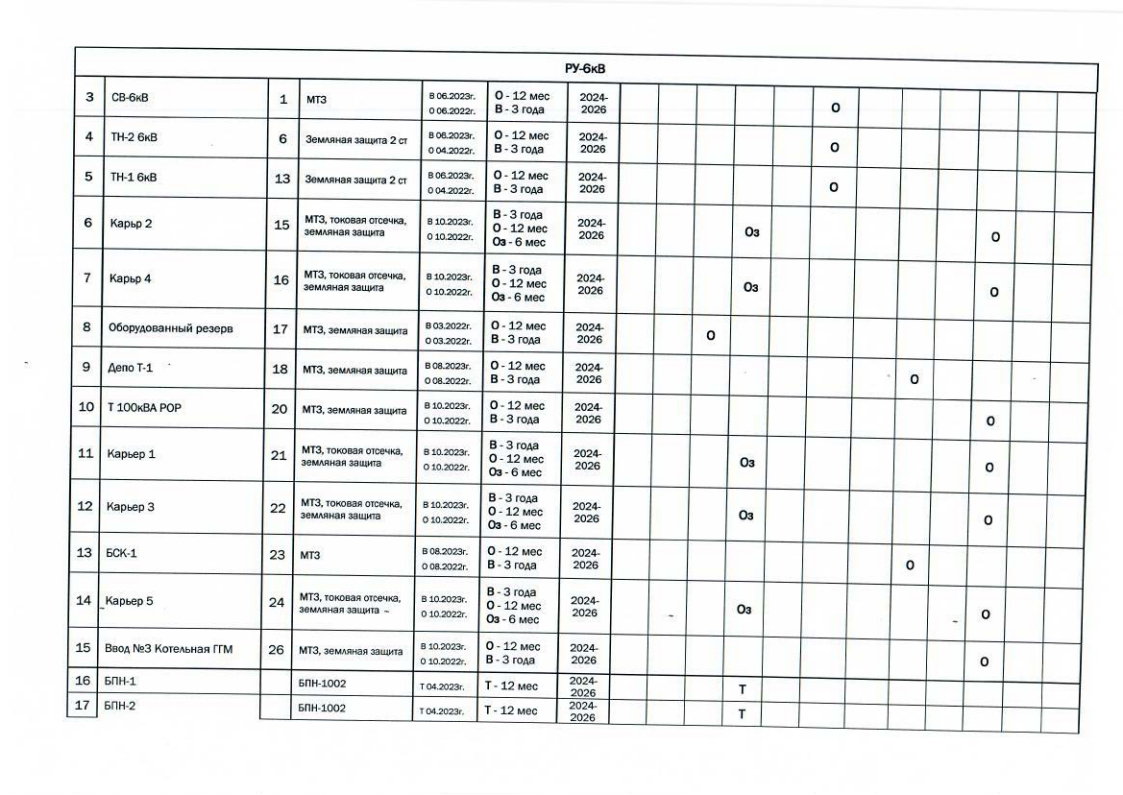 РУ-6кВ
3 СВ-6кВ 1 МТЗ В 06.2023г. О 06.2022г. О - 12 мес В - 3 года 2024-2026 О
4 ТН-2 6кВ 6 Земляная защита 2 ст В 06.2023г. О 04.2022г. О - 12 мес В - 3 года 2024-2026 О
5 ТН-1 6кВ 13 Земляная защита 2 ст В 06.2023г. О 04.2022г. О - 12 мес В - 3 года 2024-2026 О
6 Карьр 2 15 МТЗ, токовая отсечка, земляная защита В 10.2023г. О 10.2022г. В - 3 года О - 12 мес Оз - 6 мес 2024-2026 Оз О
7 Карьр 4 16 МТЗ, токовая отсечка, земляная защита В 10.2023г. О 10.2022г. В - 3 года О - 12 мес Оз - 6 мес 2024-2026 Оз О
8 Оборудованный резерв 17 МТЗ, земляная защита В 03.2022г. О 03.2022г. О - 12 мес В - 3 года 2024-2026 О
9 Депо Т-1 18 МТЗ, земляная защита В 08.2023г. О 08.2022г. О - 12 мес В - 3 года 2024-2026 О
10 Т 100кВА РОР 20 МТЗ, земляная защита В 10.2023г. О 10.2022г. О - 12 мес В - 3 года 2024-2026 О
11 Карьер 1 21 МТЗ, токовая отсечка, земляная защита В 10.2023г. О 10.2022г. В - 3 года О - 12 мес Оз - 6 мес 2024-2026 Оз О
12 Карьер 3 22 МТЗ, токовая отсечка, земляная защита В 10.2023г. О 10.2022г. В - 3 года О - 12 мес Оз - 6 мес 2024-2026 Оз О
13 БСК-1 23 МТЗ В 08.2023г. О 08.2022г. О - 12 мес В - 3 года 2024-2026 О
14 Карьер 5 24 МТЗ, токовая отсечка, земляная защита В 10.2023г. О 10.2022г. В - 3 года О - 12 мес Оз - 6 мес 2024-2026 Оз О
15 Ввод №3 Котельная ГГМ 26 МТЗ, земляная защита В 10.2023г. О 10.2022г. О - 12 мес В - 3 года 2024-2026 О
16 БПН-1 БПН-1002 Т 04.2023г. Т - 12 мес 2024-2026 Т
17 БПН-2 БПН-1002 Т 04.2023г. Т - 12 мес 2024-2026 Т